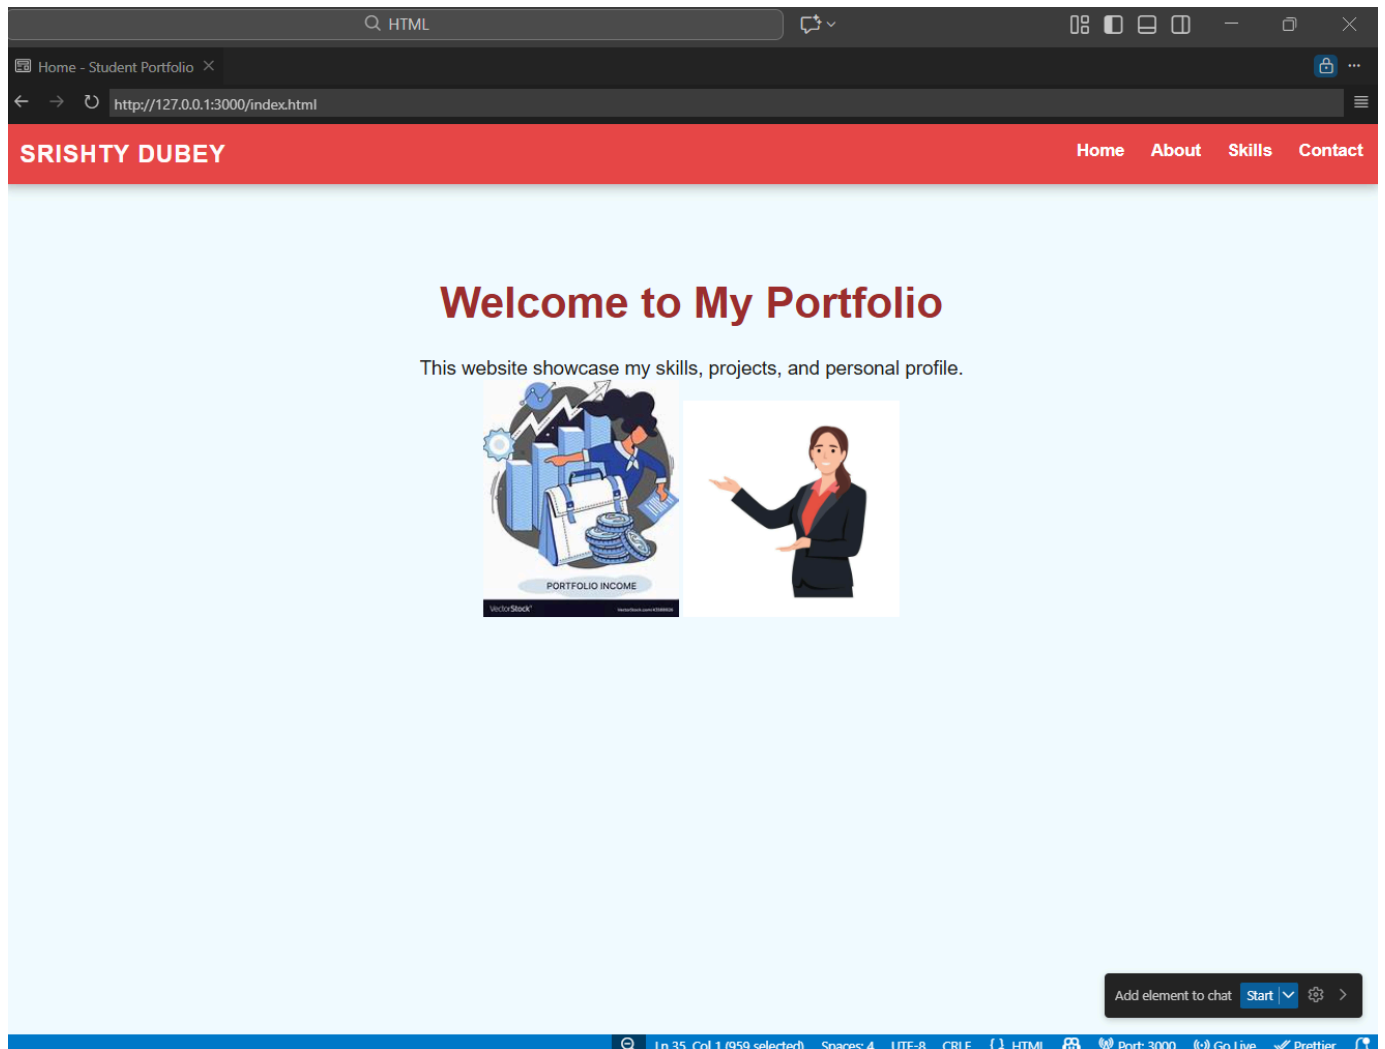 HTML
Home - Student Portfolio
http://127.0.0.1:3000/index.html
SRISHTY DUBEY
Home About Skills Contact
Welcome to My Portfolio
This website showcase my skills, projects, and personal profile.
PORTFOLIO INCOME
VectorStock
Add element to chat Start
Ln 35, Col 1 (959 selected) Spaces: 4 UTF-8 CRLF {} HTML Port: 3000 Go Live Prettier